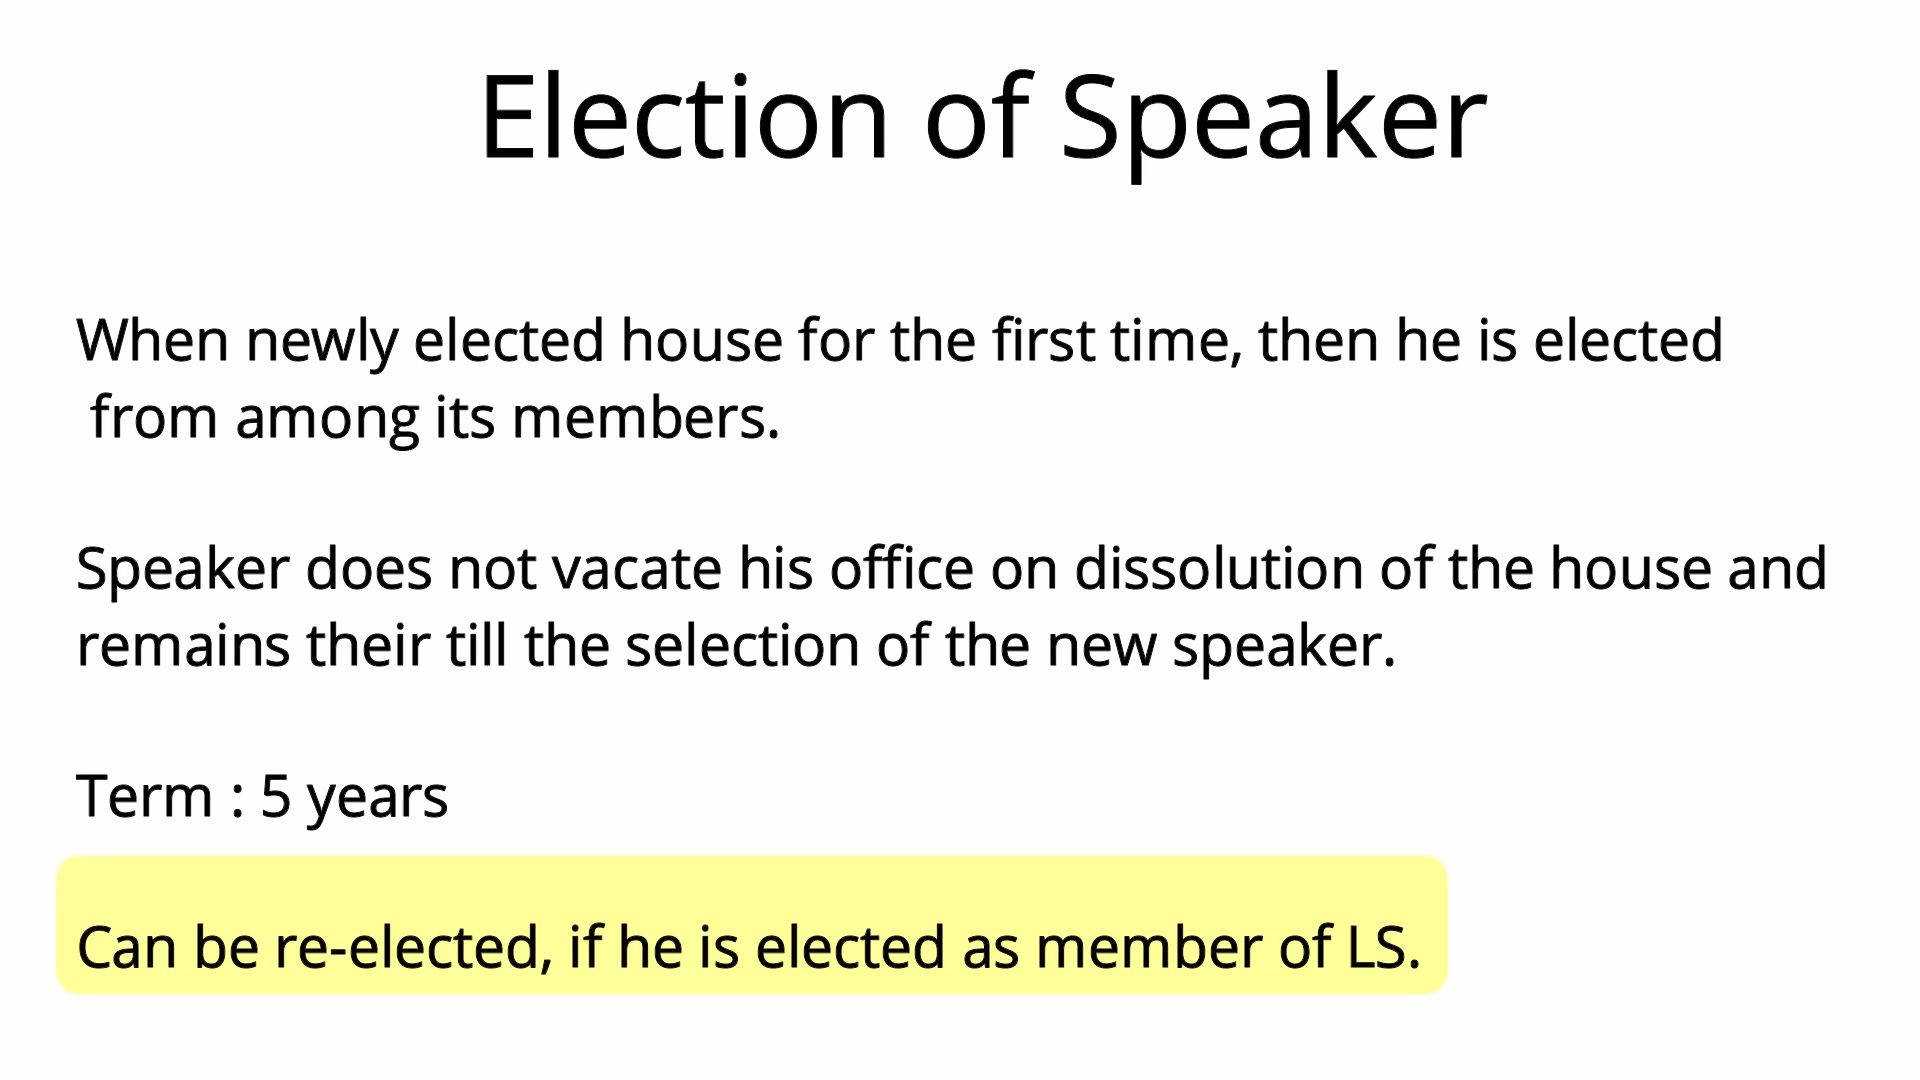 Election of Speaker
When newly elected house for the first time, then he is elected
from among its members.
Speaker does not vacate his office on dissolution of the house and
remains their till the selection of the new speaker.
Term : 5 years
Can be re-elected, if he is elected as member of LS.